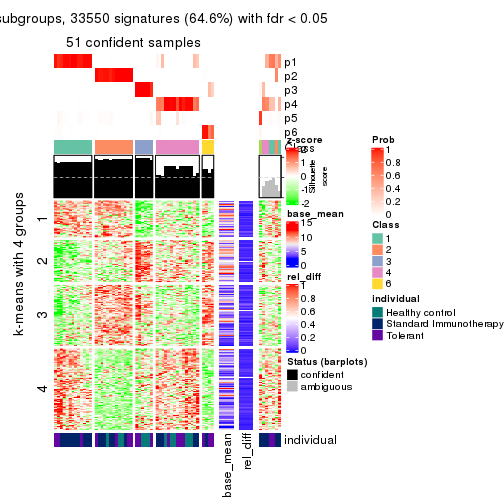 subgroups, 33550 signatures (64.6%) with fdr < 0.05
51 confident samples
p1
p2
p3
p4
p5
p6
Class
Silhouette
score
k-means with 4 groups
1
2
3
4
base_mean
rel_diff
individual
z-score
2
1
0
-1
-2
base_mean
15
10
5
0
rel_diff
1
0.8
0.6
0.4
0.2
0
Status (barplots)
confident
ambiguous
Prob
1
0.8
0.6
0.4
0.2
0
Class
1
2
3
4
6
individual
Healthy control
Standard Immunotherapy
Tolerant